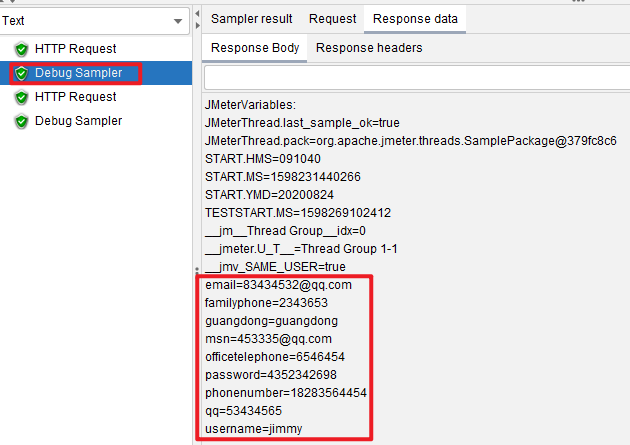 Text
HTTP Request
Debug Sampler
HTTP Request
Debug Sampler
Sampler result Request Response data
Response Body Response headers
JMeterVariables:
JMeterThread.last_sample_ok=true
JMeterThread.pack=org.apache.jmeter.threads.SamplePackage@379fc8c6
START.HMS=091040
START.MS=1598231440266
START.YMD=20200824
TESTSTART.MS=1598269102412
__jm__Thread Group__idx=0
__jmeter.U_T__=Thread Group 1-1
__jmv_SAME_USER=true
email=83434532@qq.com
familyphone=2343653
guangdong=guangdong
msn=453335@qq.com
officetelephone=6546454
password=4352342698
phonenumber=18283564454
qq=53434565
username=jimmy